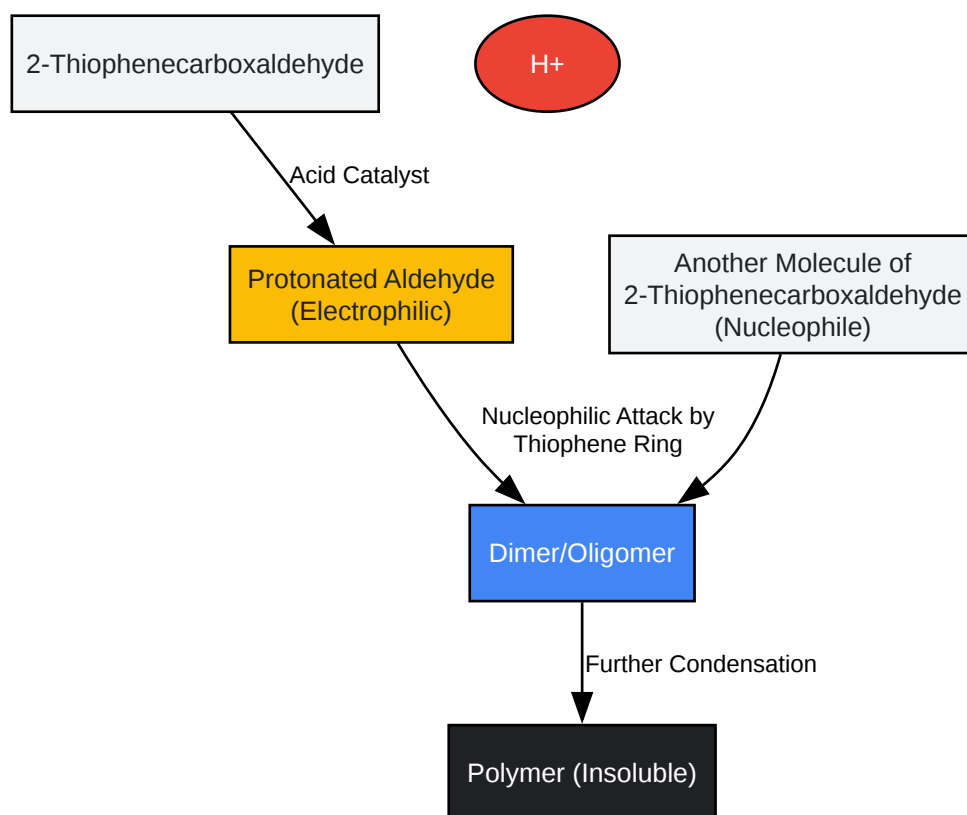 2-Thiophenecarboxaldehyde
H+
Acid Catalyst
Protonated Aldehyde
(Electrophilic)
Another Molecule of
2-Thiophenecarboxaldehyde
(Nucleophile)
Nucleophilic Attack by
Thiophene Ring
Dimer/Oligomer
Further Condensation
Polymer (Insoluble)